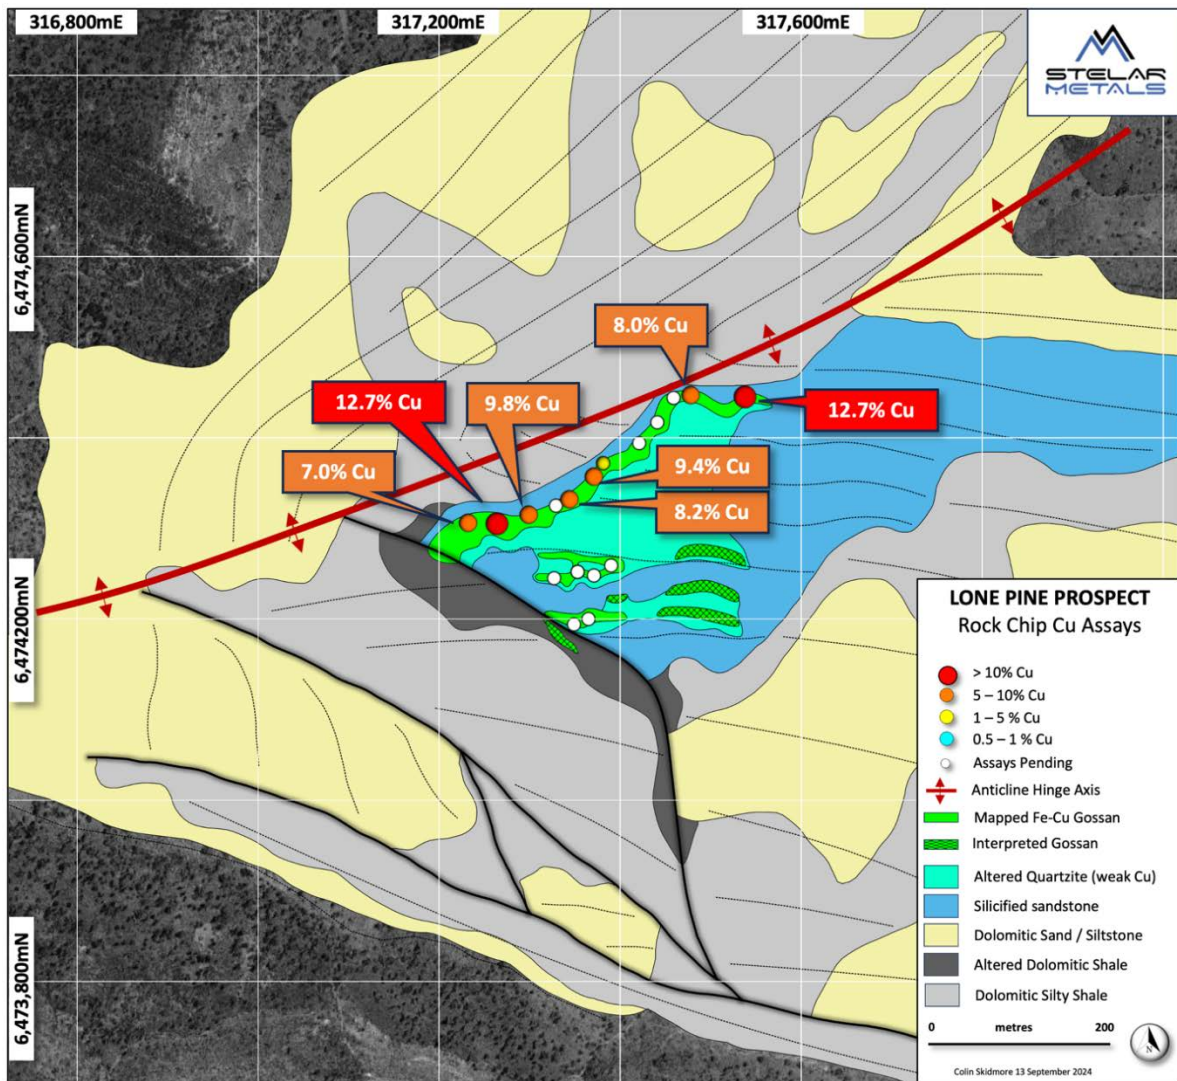 316,800mE
317,200mE
317,600mE
STELAR
METALS
6,474,600mN
6,474200mN
6,473,800mN
8.0% Cu
12.7% Cu
9.8% Cu
12.7% Cu
7.0% Cu
9.4% Cu
8.2% Cu
LONE PINE PROSPECT
Rock Chip Cu Assays
> 10% Cu
5 – 10% Cu
1 – 5 % Cu
0.5 – 1 % Cu
Assays Pending
Anticline Hinge Axis
Mapped Fe-Cu Gossan
Interpreted Gossan
Altered Quartzite (weak Cu)
Silicified sandstone
Dolomitic Sand / Siltstone
Altered Dolomitic Shale
Dolomitic Silty Shale
0 metres 200
N
Colin Skidmore 13 September 2024